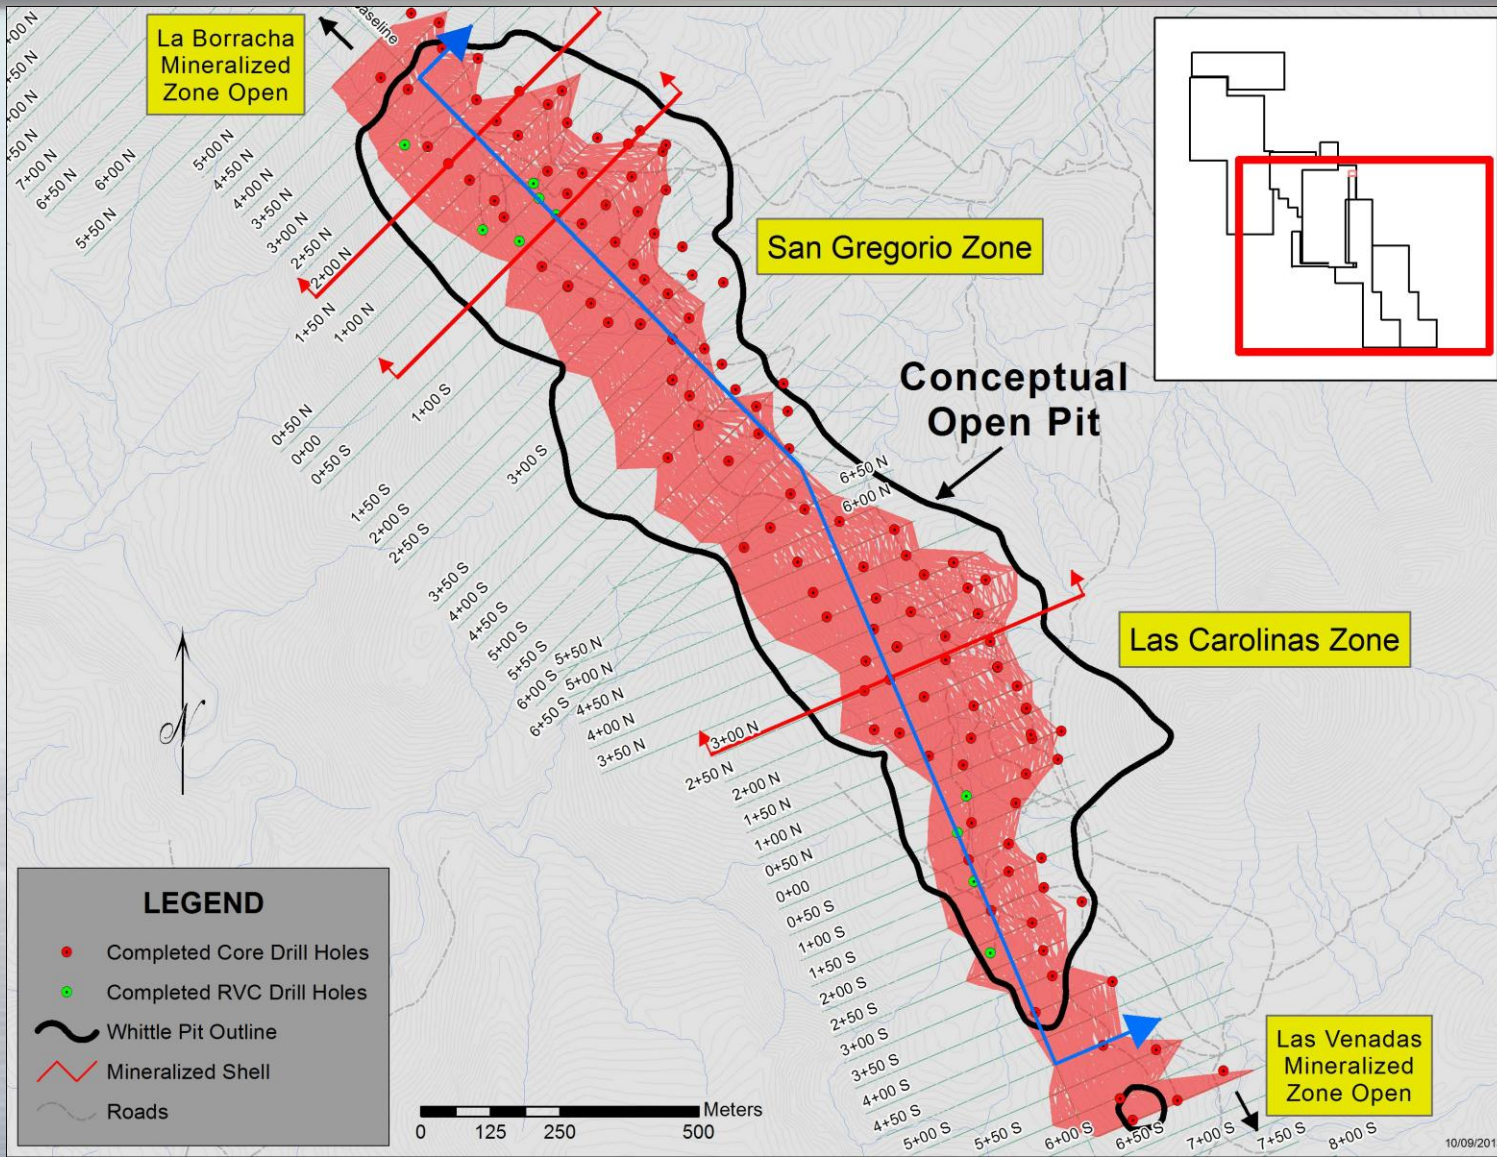 La Borracha
Mineralized
Zone Open
San Gregorio Zone
Conceptual
Open Pit
Las Carolinas Zone
Las Venadas
Mineralized
Zone Open
7+00 N
6+50 N
6+00 N
5+50 N
5+00 N
4+50 N
4+00 N
3+50 N
3+00 N
2+50 N
2+00 N
1+50 N
1+00 N
0+50 N
0+00
0+50 S
1+00 S
1+50 S
2+00 S
2+50 S
3+00 S
3+50 S
4+00 S
4+50 S
5+00 S
5+50 S
6+00 S
6+50 S
6+50 N
6+00 N
5+50 N
5+00 N
4+50 N
4+00 N
3+50 N
3+00 N
2+50 N
2+00 N
1+50 N
1+00 N
0+50 N
0+00
0+50 S
1+00 S
1+50 S
2+00 S
2+50 S
3+00 S
3+50 S
4+00 S
4+50 S
5+00 S
5+50 S
6+00 S
6+50 S
7+00 S
7+50 S
8+00 S
N
LEGEND
Completed Core Drill Holes
Completed RVC Drill Holes
Whittle Pit Outline
Mineralized Shell
Roads
Meters
0 125 250 500
10/09/201